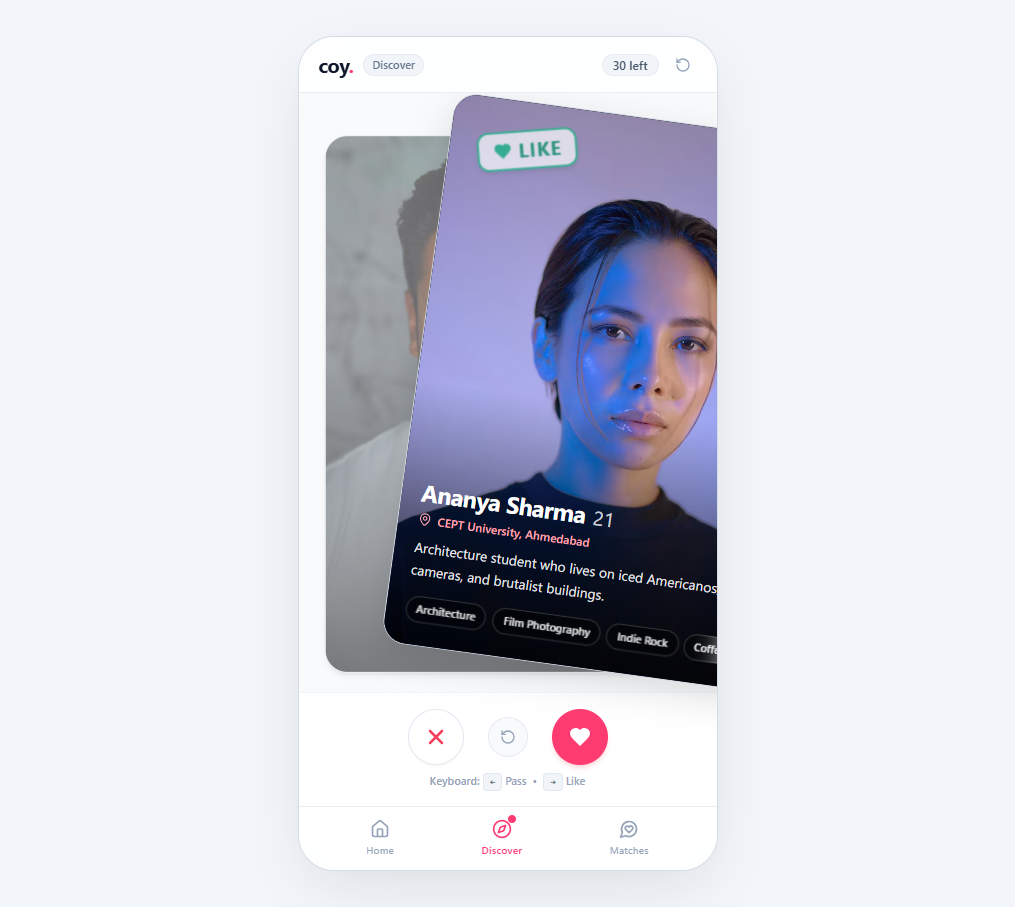 coy. Discover 30 left
LIKE
Ananya Sharma 21
CEPT University, Ahmedabad
Architecture student who lives on iced Americanos
cameras, and brutalist buildings.
Architecture Film Photography Indie Rock
Keyboard: ← Pass • → Like
Home Discover Matches